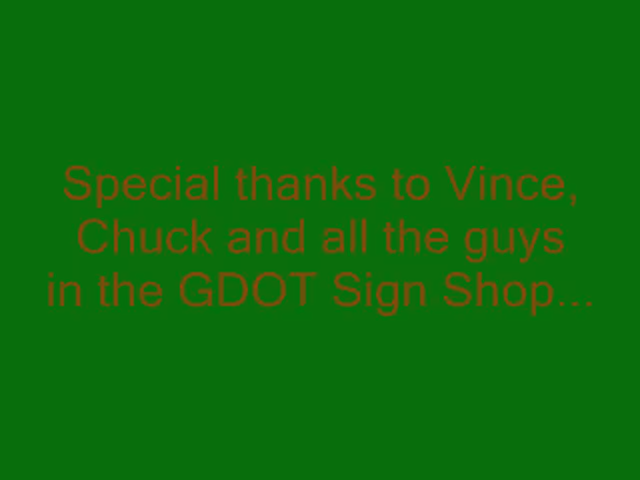 Special thanks to Vince,
Chuck and all the guys
in the GDOT Sign Shop...